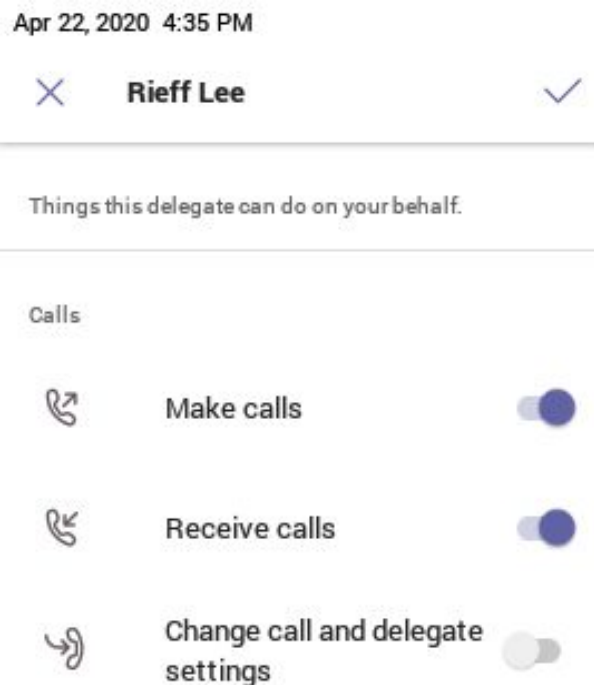 Apr 22, 2020 4:35 PM
Rieff Lee
Things this delegate can do on your behalf.
Calls
Make calls
Receive calls
Change call and delegate
settings